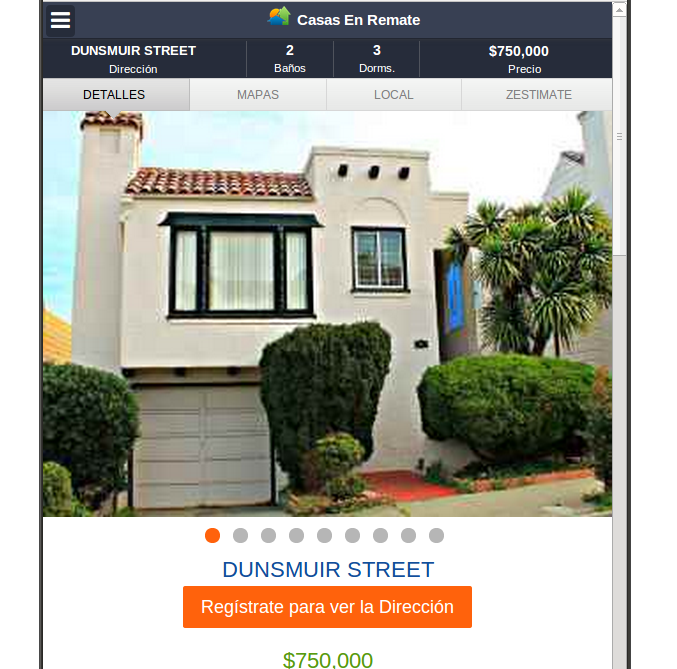 Casas En Remate
DUNSMUIR STREET 2 3 $750,000
Dirección Baños Dorms. Precio
DETALLES MAPAS LOCAL ZESTIMATE
DUNSMUIR STREET
Regístrate para ver la Dirección
$750,000